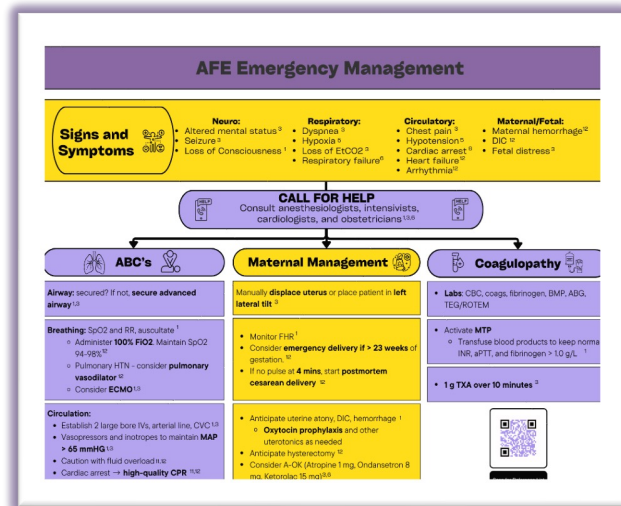 AFE Emergency Management
Signs and
Symptoms
Neuro:
• Altered mental status 3
• Seizure 3
• Loss of Consciousness 1
Respiratory:
• Dyspnea 3
• Hypoxia 5
• Loss of EtCO2 3
• Respiratory failure 6
Circulatory:
• Chest pain 3
• Hypotension 5
• Cardiac arrest 6
• Heart failure 12
• Arrhythmia 12
Maternal/Fetal:
• Maternal hemorrhage 12
• DIC 12
• Fetal distress 3
HELP
CALL FOR HELP
Consult anesthesiologists, intensivists,
cardiologists, and obstetricians 1,3,6
HELP
ABC's
Airway: secured? If not, secure advanced
airway 1,3
Breathing: SpO2 and RR, auscultate 1
Administer 100% FiO2. Maintain SpO2
94-98% 12
Pulmonary HTN - consider pulmonary
vasodilator 12
Consider ECMO 1,3
Circulation:
• Establish 2 large bore IVs, arterial line, CVC 1,3
• Vasopressors and inotropes to maintain MAP
> 65 mmHG 1,3
• Caution with fluid overload 11,12
• Cardiac arrest → high-quality CPR 11,12
Maternal Management
Manually displace uterus or place patient in left
lateral tilt 3
• Monitor FHR 1
• Consider emergency delivery if > 23 weeks of
gestation. 12
• If no pulse at 4 mins, start postmortem
cesarean delivery 12
• Anticipate uterine atony, DIC, hemorrhage 1
Oxytocin prophylaxis and other
uterotonics as needed
• Anticipate hysterectomy 12
• Consider A-OK (Atropine 1 mg, Ondansetron 8
mg, Ketorolac 15 mg) 3,6
Coagulopathy
• Labs: CBC, coags, fibrinogen, BMP, ABG,
TEG/ROTEM
• Activate MTP
Transfuse blood products to keep norma
INR, aPTT, and fibrinogen > 1.0 g/L 1
• 1 g TXA over 10 minutes 3